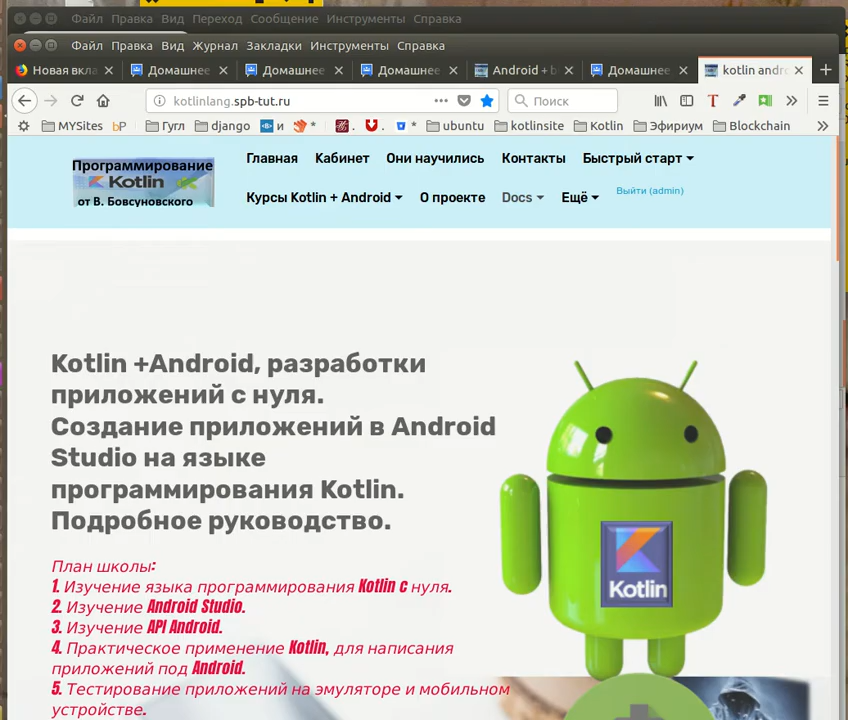 Файл Правка Вид Переход Сообщение Инструменты Справка
Файл Правка Вид Журнал Закладки Инструменты Справка
Новая вкла Домашнее Домашнее Домашнее Android + b Домашнее kotlin andro
kotlinlang.spb-tut.ru Поиск
MYSites bP Гугл django и * * ubuntu kotlinsite Kotlin Эфириум Blockchain
Программирование
Kotlin
от В. Бовсуновского
Главная Кабинет Они научились Контакты Быстрый старт
Курсы Kotlin + Android О проекте Docs Ещё Выйти (admin)
Kotlin +Android, разработки
приложений с нуля.
Создание приложений в Android
Studio на языке
программирования Kotlin.
Подробное руководство.
План школы:
1. Изучение языка программирования Kotlin с нуля.
2. Изучение Android Studio.
3. Изучение API Android.
4. Практическое применение Kotlin, для написания
приложений под Android.
5. Тестирование приложений на эмуляторе и мобильном
устройстве.
Kotlin